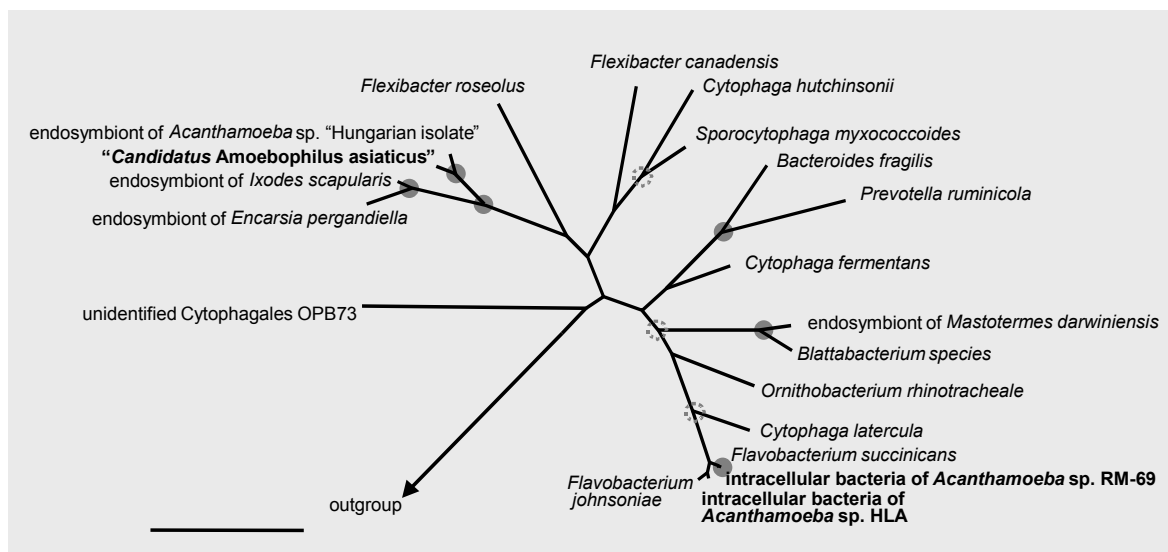 Flexibacter canadensis
Flexibacter roseolus
Cytophaga hutchinsonii
endosymbiont of Acanthamoeba sp. “Hungarian isolate”
Sporocytophaga myxococcoides
“Candidatus Amoebophilus asiaticus”
Bacteroides fragilis
endosymbiont of Ixodes scapularis
Prevotella ruminicola
endosymbiont of Encarsia pergandiella
Cytophaga fermentans
unidentified Cytophagales OPB73
endosymbiont of Mastotermes darwiniensis
Blattabacterium species
Ornithobacterium rhinotracheale
Cytophaga latercula
Flavobacterium succinicans
intracellular bacteria of Acanthamoeba sp. RM-69
Flavobacterium
johnsoniae
intracellular bacteria of
Acanthamoeba sp. HLA
outgroup